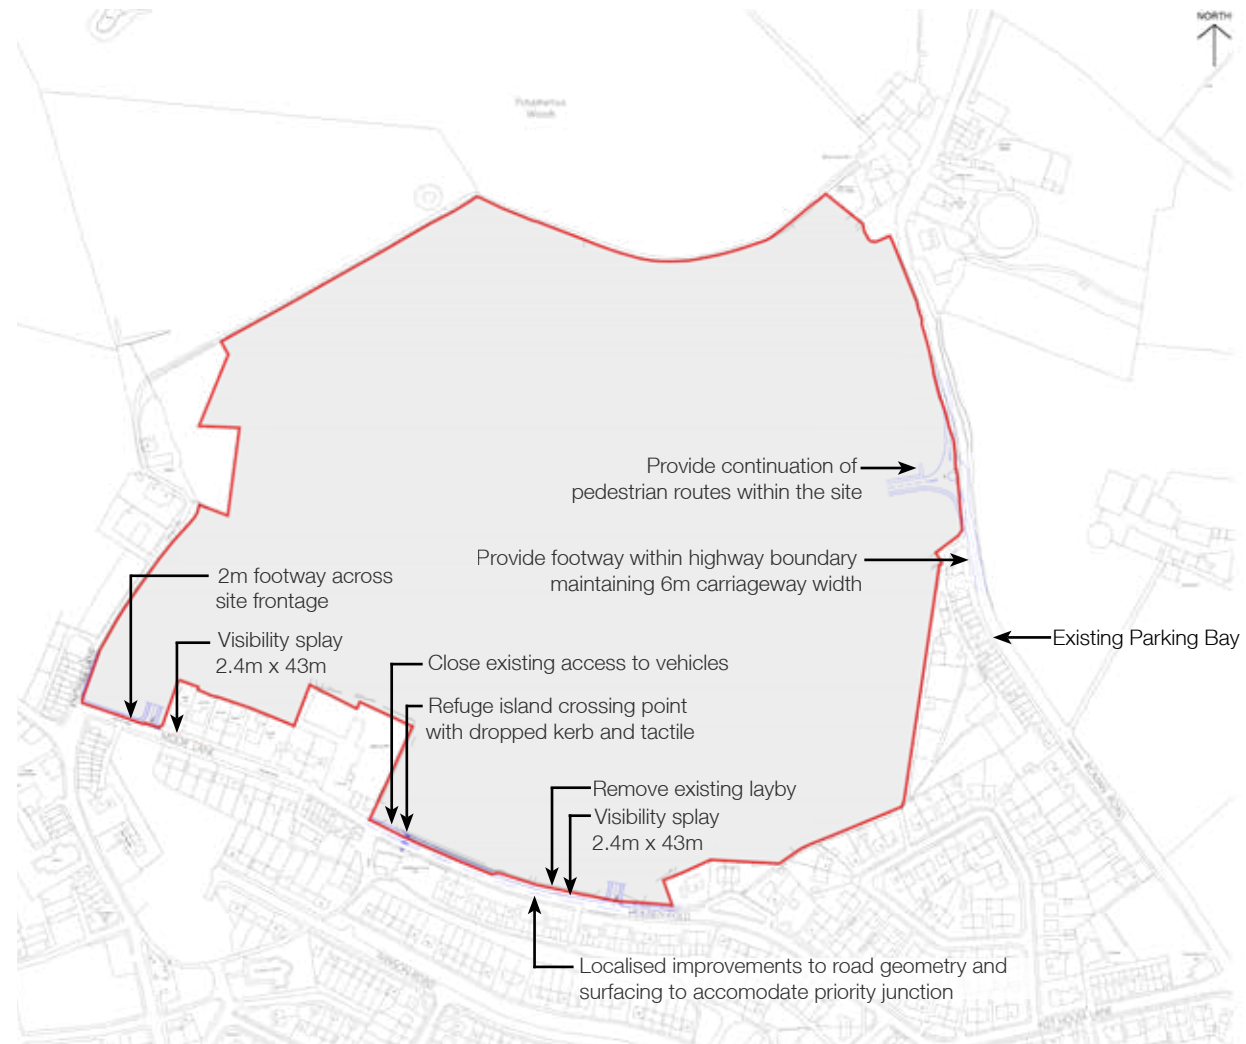 NORTH
Provide continuation of
pedestrian routes within the site
Provide footway within highway boundary
maintaining 6m carriageway width
2m footway across
site frontage
Existing Parking Bay
Visibility splay
2.4m x 43m
Close existing access to vehicles
Refuge island crossing point
with dropped kerb and tactile
Remove existing layby
Visibility splay
2.4m x 43m
Localised improvements to road geometry and
surfacing to accomodate priority junction